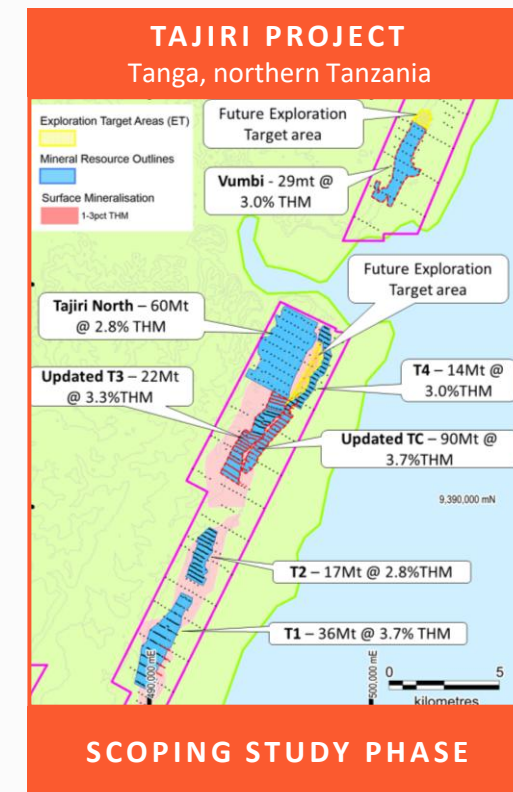 TAJIRI PROJECT
Tanga, northern Tanzania
Exploration Target Areas (ET)
Mineral Resource Outlines
Surface Mineralisation
1-3pct THM
Future Exploration
Target area
Vumbi - 29mt @
3.0% THM
Future Exploration
Target area
Tajiri North – 60Mt
@ 2.8% THM
Updated T3 – 22Mt
@ 3.3%THM
T4 – 14Mt @
3.0%THM
Updated TC – 90Mt @
3.7%THM
9,390,000 mN
T2 – 17Mt @ 2.8%THM
T1 – 36Mt @ 3.7% THM
490,000 mE
500,000 mE
0 5
kilometres
SCOPING STUDY PHASE